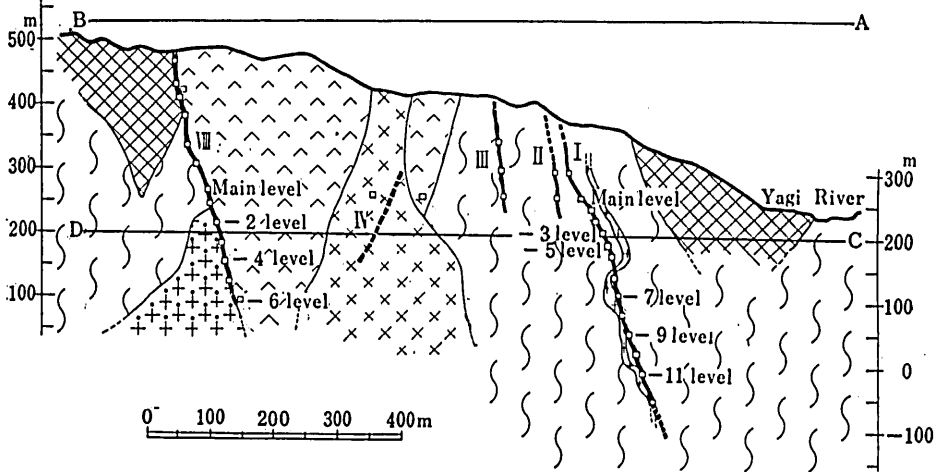 m B A
500
400
300
200
100
VIII
Main level
2 level
4 level
6 level
D
IV
III
II
I
Main level
3 level
5 level
7 level
9 level
11 level
Yagi River
C
m
300
200
100
0
-100
0 100 200 300 400m